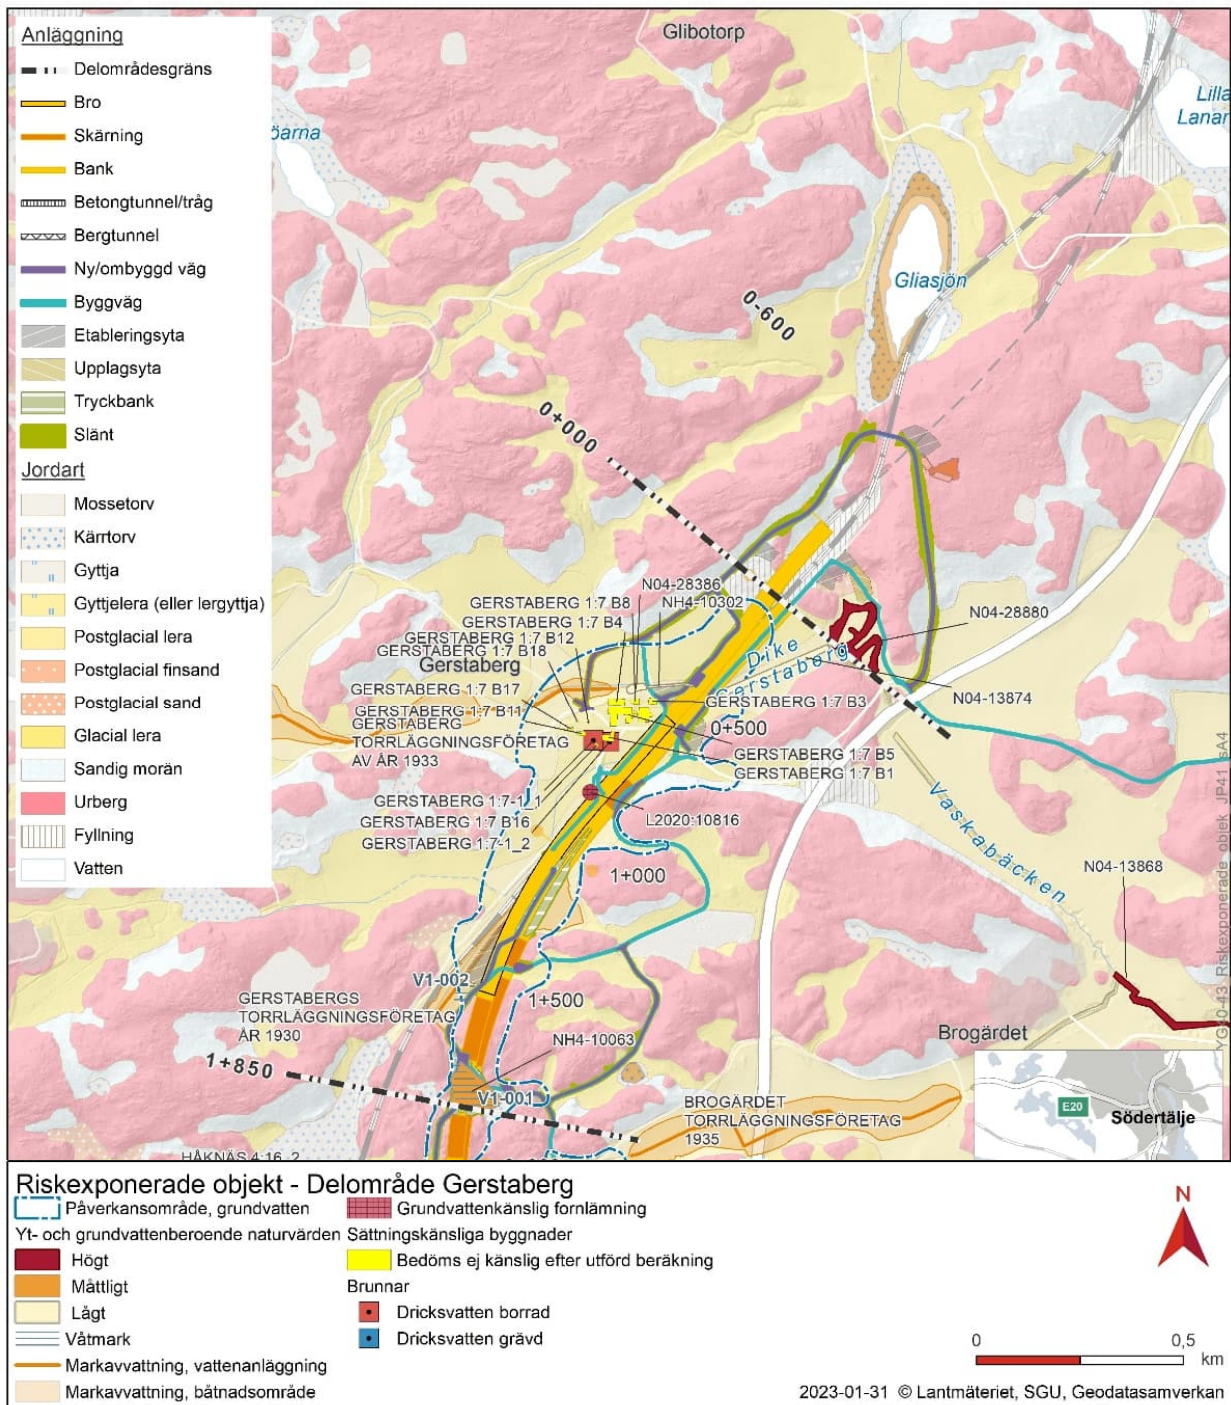 Anläggning
Delområdesgräns
Bro
Skärning
Bank
Betongtunnel/tråg
Bergtunnel
Ny/ombyggd väg
Byggväg
Etableringsyta
Upplagsyta
Tryckbank
Slänt
Jordart
Mossetorv
Kärrtorv
Gyttja
Gyttjelera (eller lergyttja)
Postglacial lera
Postglacial finsand
Postglacial sand
Glacial lera
Sandig morän
Urberg
Fyllning
Vatten
Glibotorp
öarna
Lilla
Lanar
Gliasjön
0-600
0+000
N04-28386
GERSTABERG 1:7 B8
NH4-10302
GERSTABERG 1:7 B4
GERSTABERG 1:7 B12
GERSTABERG 1:7 B18
Gerstaberg
N04-28880
Dike
Gerstaberg
GERSTABERG 1:7 B17
N04-13874
GERSTABERG 1:7 B3
GERSTABERG 1:7 B11
GERSTABERG
TORRLÄGGNINGSFÖRETAG
AV ÅR 1933
0+500
GERSTABERG 1:7 B5
GERSTABERG 1:7 B1
GERSTABERG 1:7-1_1
GERSTABERG 1:7 B16
GERSTABERG 1:7-1_2
L2020:10816
Vaskabäcken
1+000
N04-13868
V1-002
GERSTABERGS
TORRLÄGGNINGSFÖRETAG
ÅR 1930
1+500
NH4-10063
Brogärdet
1+850
V1-001
BROGÄRDET
TORRLÄGGNINGSFÖRETAG
1935
E20
Södertälje
HÅKNÄS 4:16_2
Riskexponerade objekt - Delområde Gerstaberg
Påverkansområde, grundvatten
Yt- och grundvattenberoende naturvärden
Högt
Måttligt
Lågt
Våtmark
Markavvattning, vattenanläggning
Markavvattning, båtnadsområde
Grundvattenkänslig fornlämning
Sättningskänsliga byggnader
Bedöms ej känslig efter utförd beräkning
Brunnar
Dricksvatten borrad
Dricksvatten grävd
N
0 0,5
km
2023-01-31 © Lantmäteriet, SGU, Geodatasamverkan